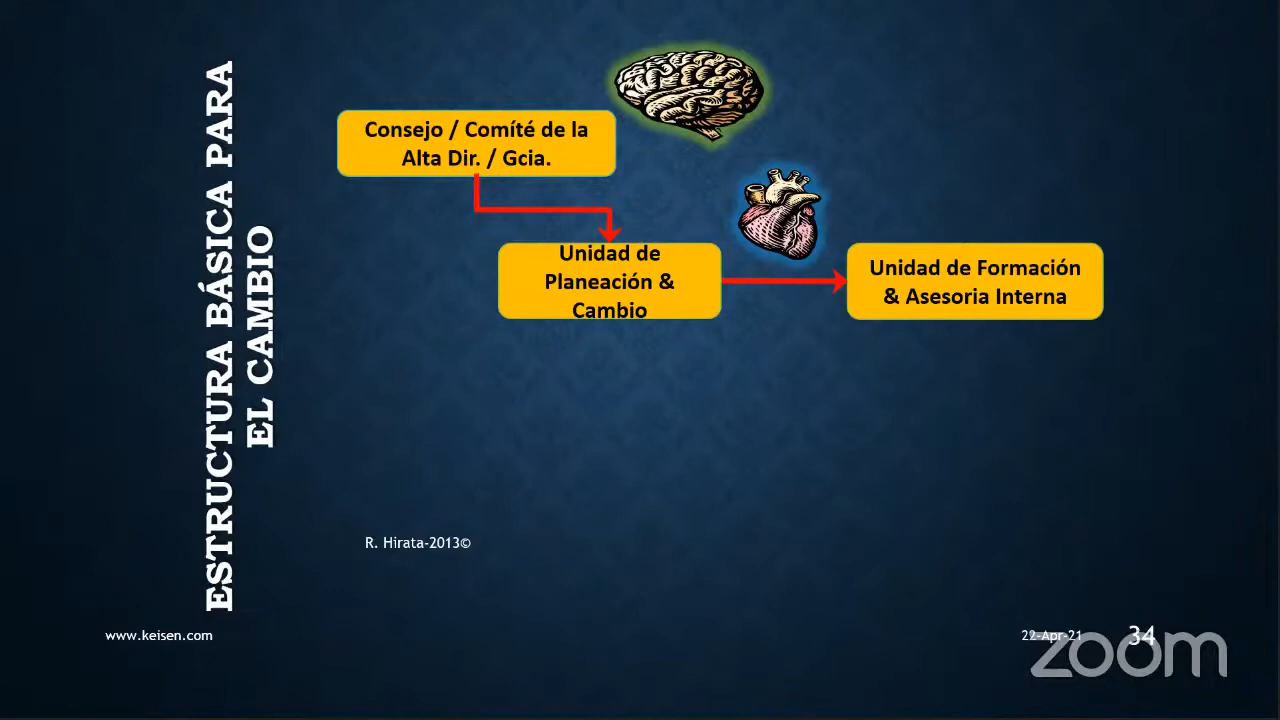 ESTRUCTURA BÁSICA PARA
EL CAMBIO
Consejo / Comíté de la
Alta Dir. / Gcia.
Unidad de
Planeación &
Cambio
Unidad de Formación
& Asesoria Interna
R. Hirata-2013©
www.keisen.com
22-Apr-21
34
zoom